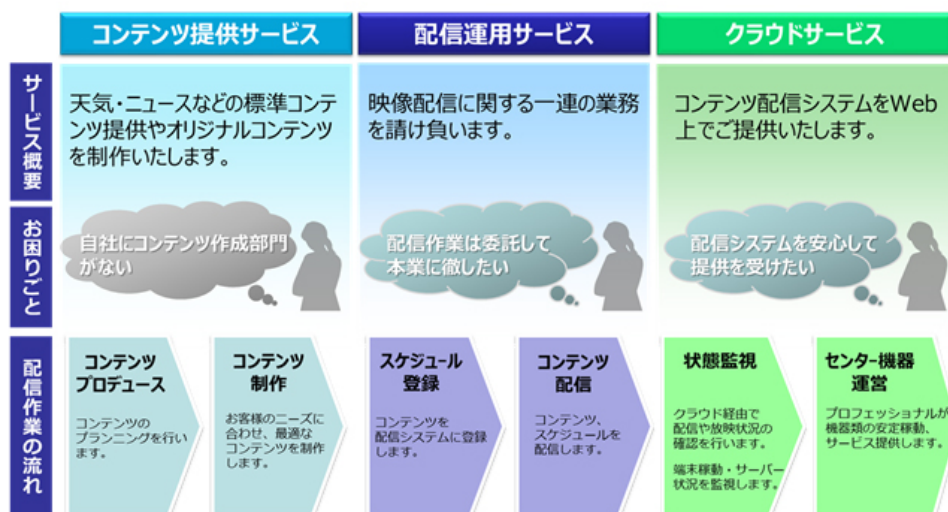 コンテンツ提供サービス
配信運用サービス
クラウドサービス
サービス概要
天気・ニュースなどの標準コンテ
ンツ提供やオリジナルコンテンツ
を制作いたします。
映像配信に関する一連の業務
を請け負います。
コンテンツ配信システムをWeb
上でご提供いたします。
お困りごと
自社にコンテンツ作成部門
がない
配信作業は委託して
本業に徹したい
配信システムを安心して
提供を受けたい
配信作業の流れ
コンテンツ
プロデュース
コンテンツの
プランニングを行い
ます。
コンテンツ
制作
お客様のニーズに
合わせ、最適な
コンテンツを制作
します。
スケジュール
登録
コンテンツを
配信システムに登録
します。
コンテンツ
配信
コンテンツ、
スケジュールを
配信します。
状態監視
クラウド経由で
配信や放映状況の
確認を行います。
端末稼動・サーバー
状況を監視します。
センター機器
運営
プロフェッショナルが
機器類の安定稼動、
サービス提供します。